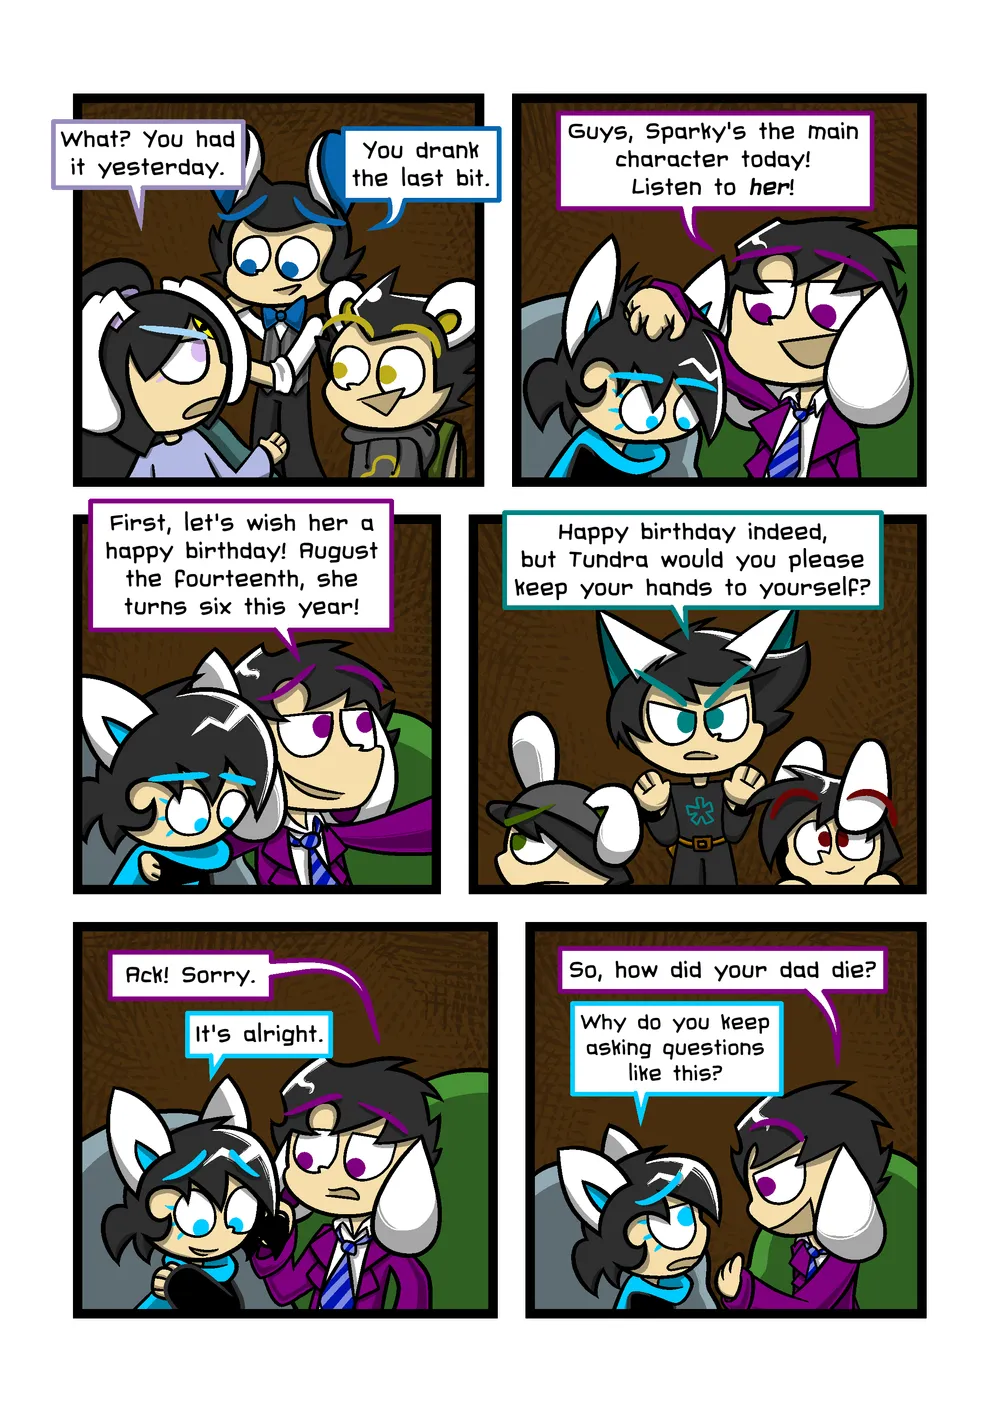 What? You had
it yesterday.
You drank
the last bit.
Guys, Sparky's the main
character today!
Listen to her!
First, let's wish her a
happy birthday! August
the fourteenth, she
turns six this year!
Happy birthday indeed,
but Tundra would you please
keep your hands to yourself?
Ack! Sorry.
It's alright.
So, how did your dad die?
Why do you keep
asking questions
like this?